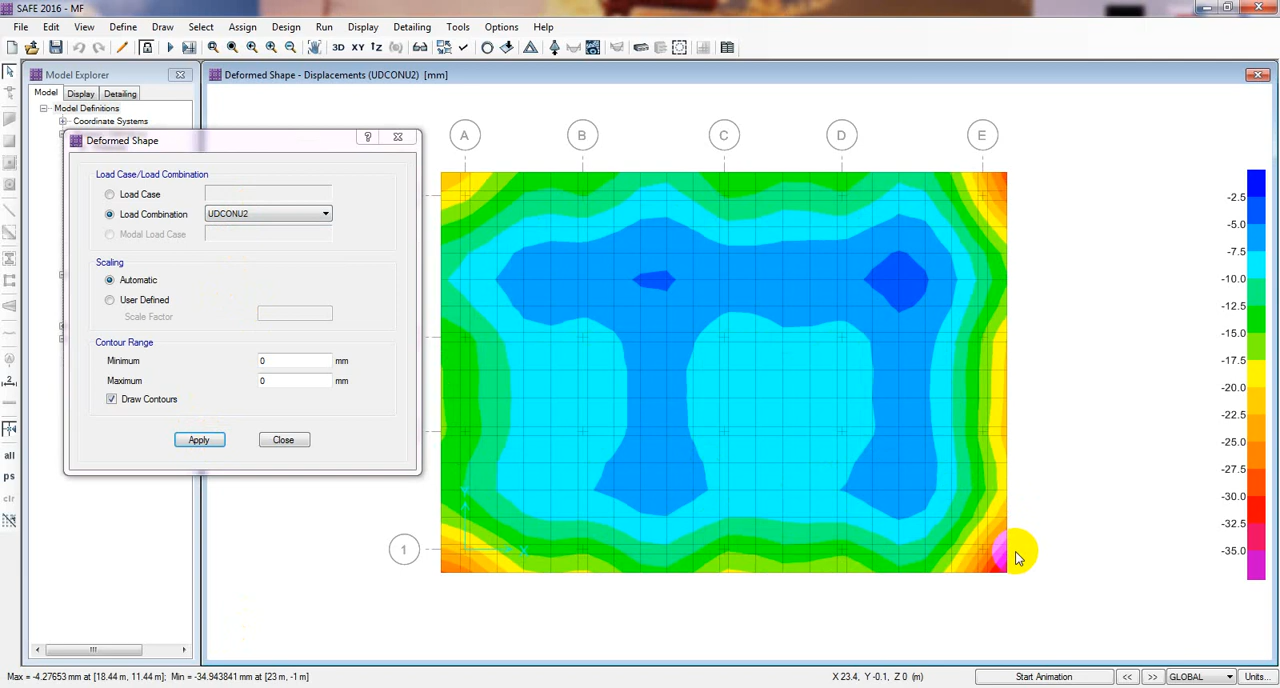 SAFE 2016 - MF
File Edit View Define Draw Select Assign Design Run Display Detailing Tools Options Help
3D XY
Model Explorer
Model Display Detailing
Model Definitions
Coordinate Systems
all
ps
clr
Deformed Shape
Load Case/Load Combination
Load Case
Load Combination UDCONU2
Modal Load Case
Scaling
Automatic
User Defined
Scale Factor
Contour Range
Minimum 0 mm
Maximum 0 mm
Draw Contours
Apply Close
Deformed Shape - Displacements (UDCONU2) [mm]
A B C D E
1
X
-2.5
-5.0
-7.5
-10.0
-12.5
-15.0
-17.5
-20.0
-22.5
-25.0
-27.5
-30.0
-32.5
-35.0
Max = -4.27653 mm at [18.44 m, 11.44 m]; Min = -34.943841 mm at [23 m, -1 m] X 23.4, Y -0.1, Z 0 (m) Start Animation << >> GLOBAL Units...